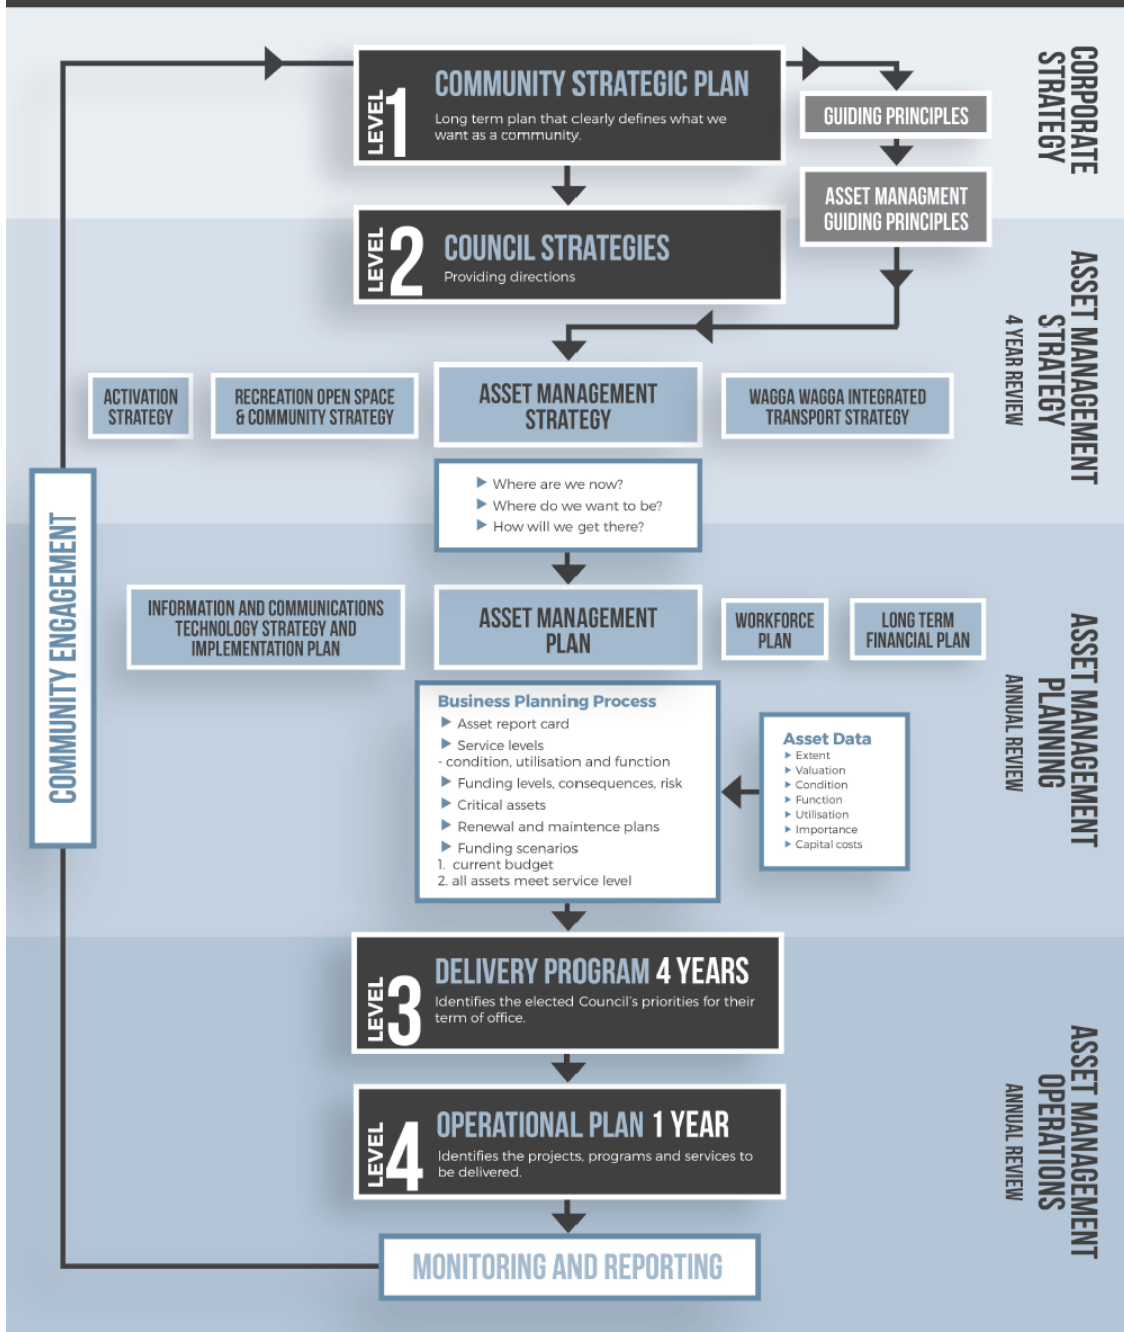 LEVEL 1
COMMUNITY STRATEGIC PLAN
Long term plan that clearly defines what we
want as a community.
GUIDING PRINCIPLES
ASSET MANAGMENT
GUIDING PRINCIPLES
CORPORATE
STRATEGY
LEVEL 2
COUNCIL STRATEGIES
Providing directions
ASSET MANAGEMENT
STRATEGY
4 YEAR REVIEW
ACTIVATION
STRATEGY
RECREATION OPEN SPACE
& COMMUNITY STRATEGY
ASSET MANAGEMENT
STRATEGY
WAGGA WAGGA INTEGRATED
TRANSPORT STRATEGY
Where are we now?
Where do we want to be?
How will we get there?
COMMUNITY ENGAGEMENT
INFORMATION AND COMMUNICATIONS
TECHNOLOGY STRATEGY AND
IMPLEMENTATION PLAN
ASSET MANAGEMENT
PLAN
WORKFORCE
PLAN
LONG TERM
FINANCIAL PLAN
ASSET MANAGEMENT
PLANNING
ANNUAL REVIEW
Business Planning Process
Asset report card
Service levels
- condition, utilisation and function
Funding levels, consequences, risk
Critical assets
Renewal and maintence plans
Funding scenarios
1. current budget
2. all assets meet service level
Asset Data
Extent
Valuation
Condition
Function
Utilisation
Importance
Capital costs
LEVEL 3
DELIVERY PROGRAM 4 YEARS
Identifies the elected Council's priorities for their
term of office.
LEVEL 4
OPERATIONAL PLAN 1 YEAR
Identifies the projects, programs and services to
be delivered.
ASSET MANAGEMENT
OPERATIONS
ANNUAL REVIEW
MONITORING AND REPORTING